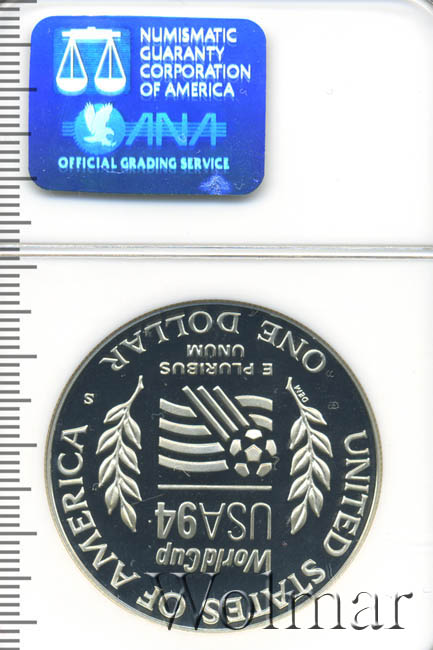 NUMISMATIC
GUARANTY
CORPORATION
OF AMERICA
ANA
OFFICIAL GRADING SERVICE
UNITED STATES OF AMERICA
WorldCup
USA94
E PLURIBUS
UNUM
S
ONE DOLLAR
Wolmar